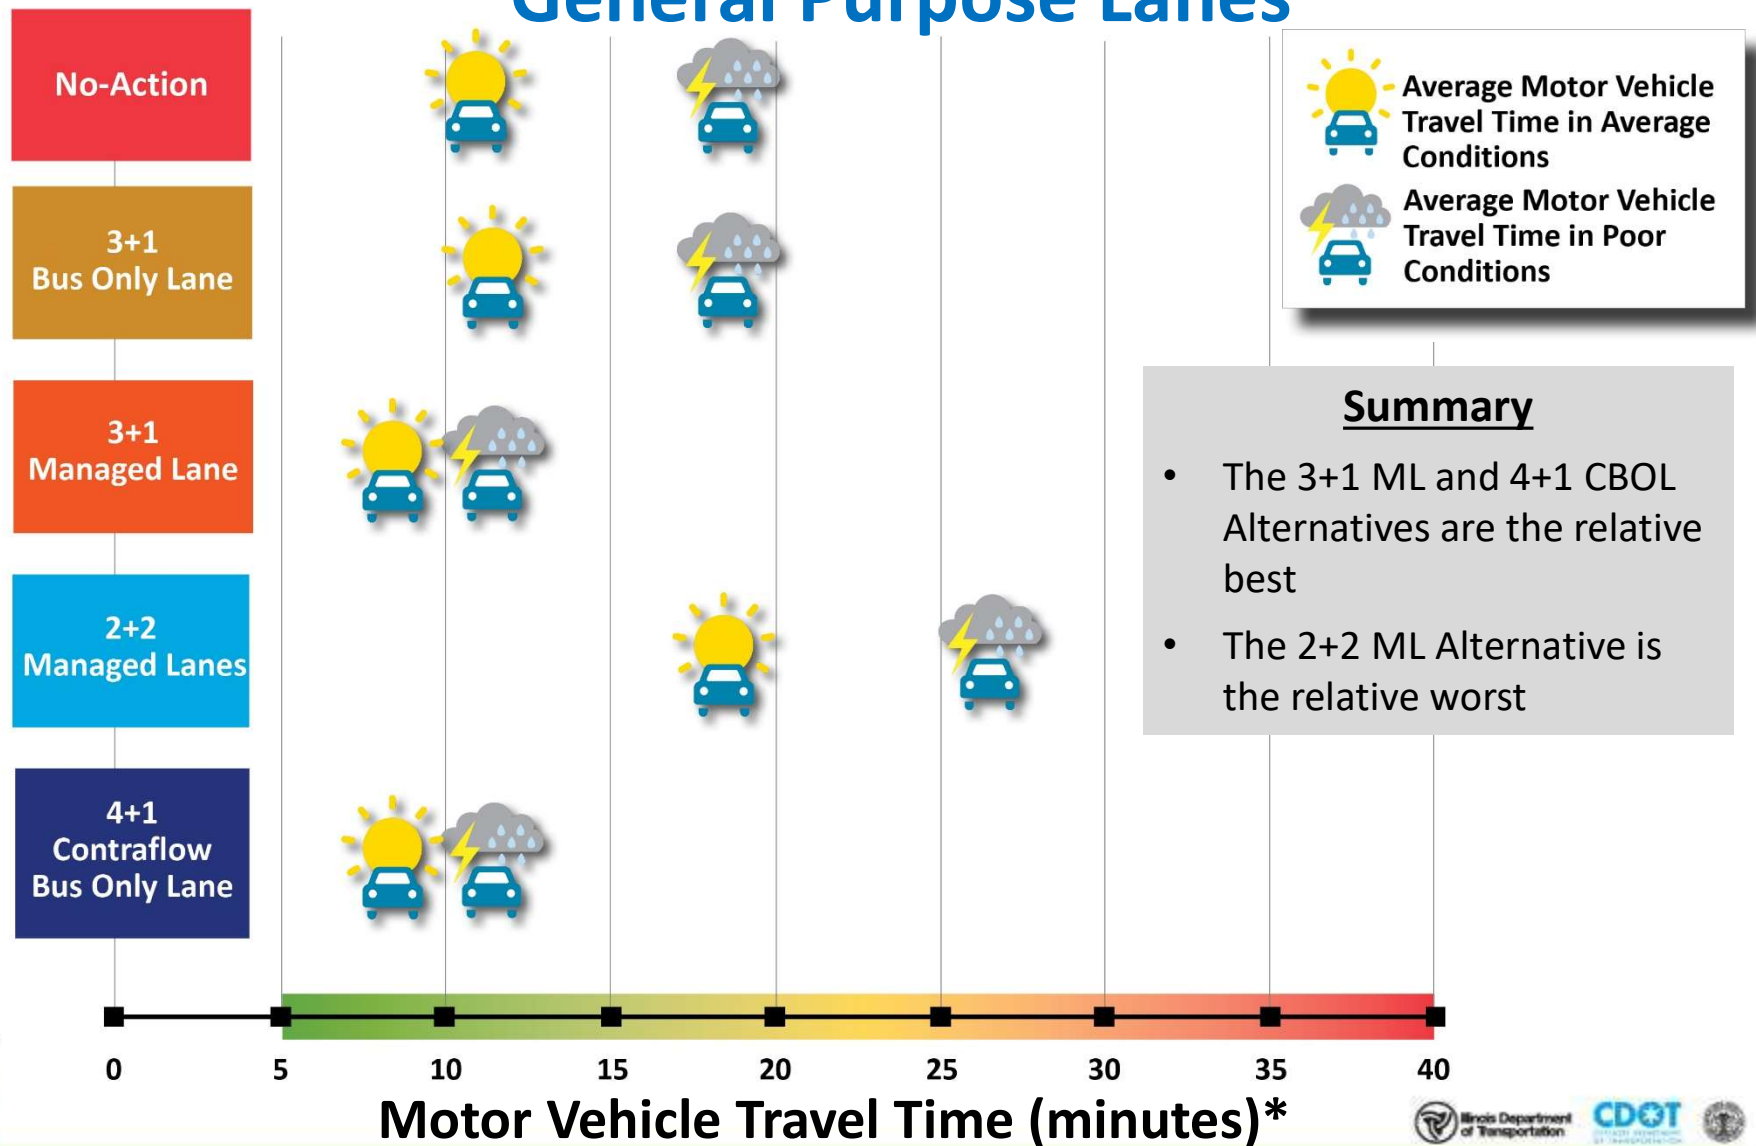 General Purpose Lanes
No-Action
3+1
Bus Only Lane
3+1
Managed Lane
2+2
Managed Lanes
4+1
Contraflow
Bus Only Lane
Average Motor Vehicle
Travel Time in Average
Conditions
Average Motor Vehicle
Travel Time in Poor
Conditions
Summary
• The 3+1 ML and 4+1 CBOL
Alternatives are the relative
best
• The 2+2 ML Alternative is
the relative worst
0 5 10 15 20 25 30 35 40
Motor Vehicle Travel Time (minutes)*
Illinois Department
of Transportation
CDOT